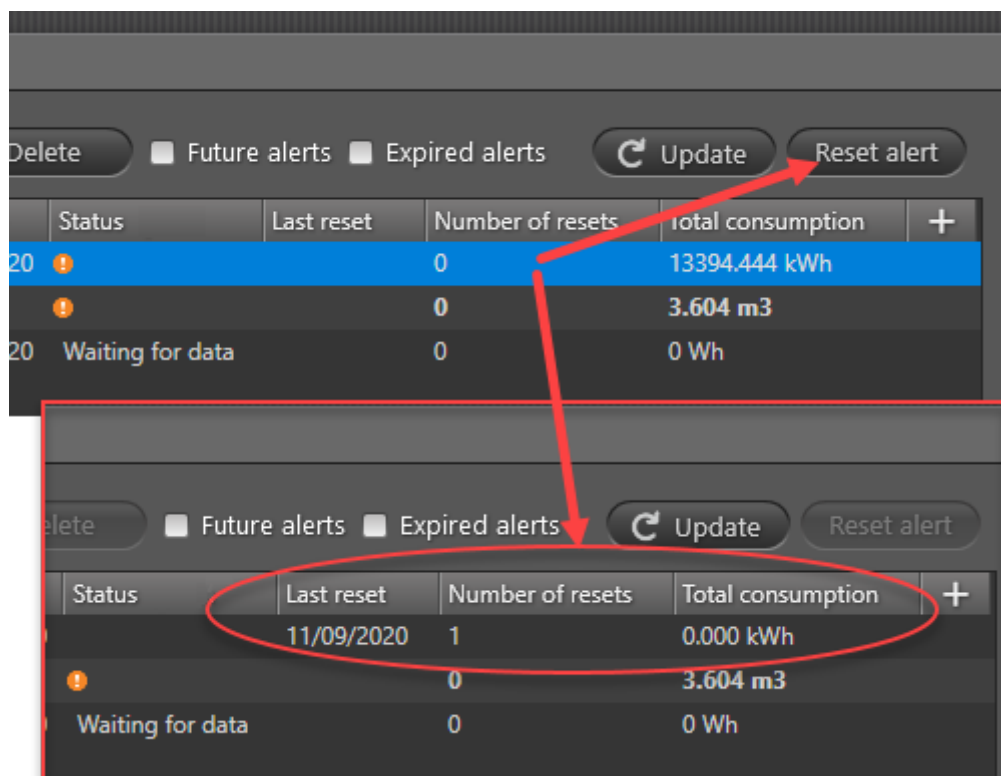 Delete Future alerts Expired alerts Update Reset alert
Status Last reset Number of resets Total consumption +
20 0 13394.444 kWh
0 3.604 m3
20 Waiting for data 0 0 Wh
elete Future alerts Expired alerts Update Reset alert
Status Last reset Number of resets Total consumption +
11/09/2020 1 0.000 kWh
0 3.604 m3
Waiting for data 0 0 Wh